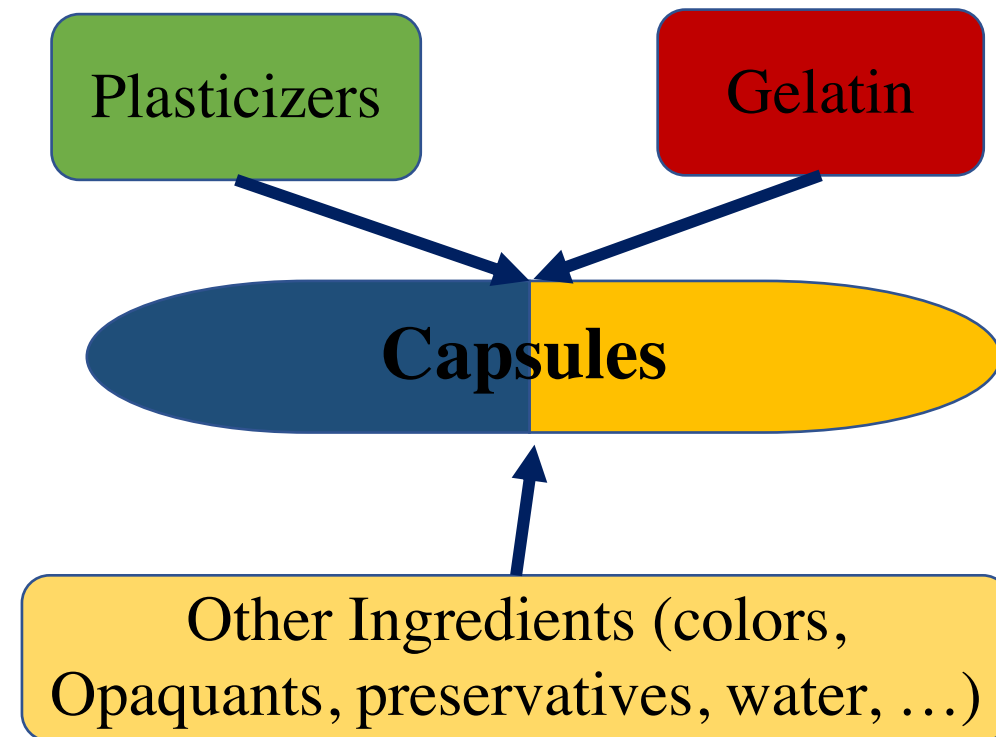 Plasticizers
Gelatin
Capsules
Other Ingredients (colors,
Opaquants, preservatives, water, …)